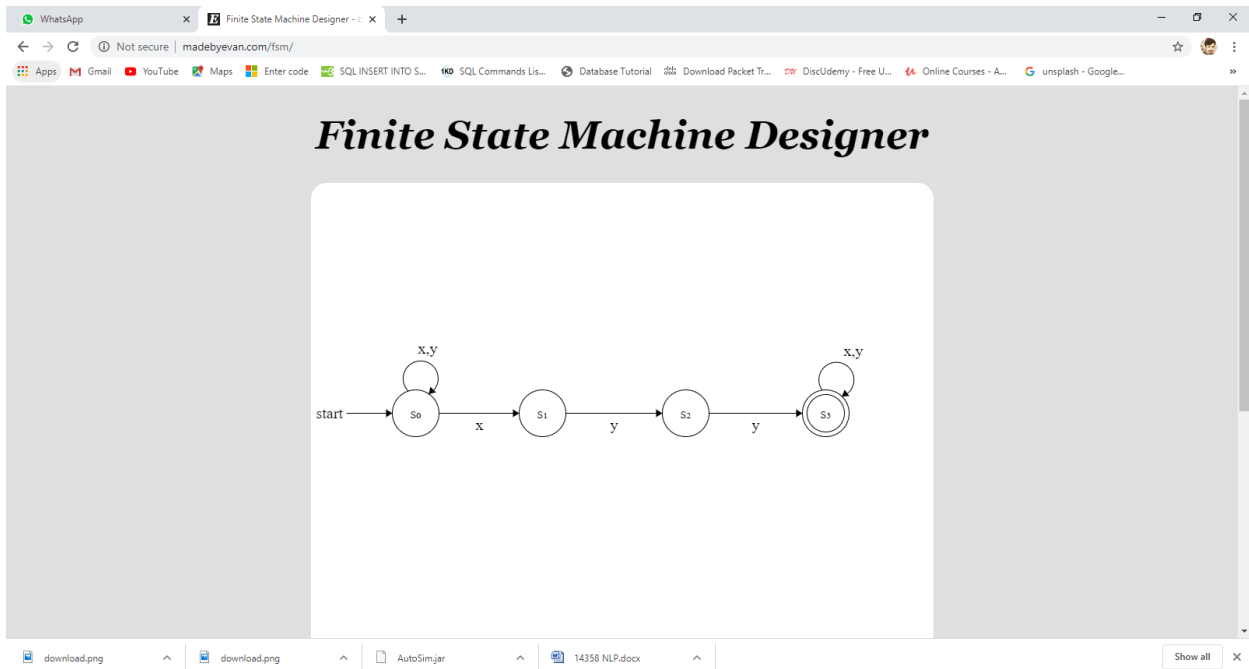 WhatsApp
Finite State Machine Designer - b
Not secure | madebyevan.com/fsm/
Apps Gmail YouTube Maps Enter code SQL INSERT INTO S... SQL Commands Lis... Database Tutorial Download Packet Tr... DiscUdemy - Free U... Online Courses - A... unsplash - Google... »
Finite State Machine Designer
x,y
x,y
start
S₀
S₁
S₂
S₃
x
y
y
download.png
download.png
AutoSim.jar
14358 NLP.docx
Show all